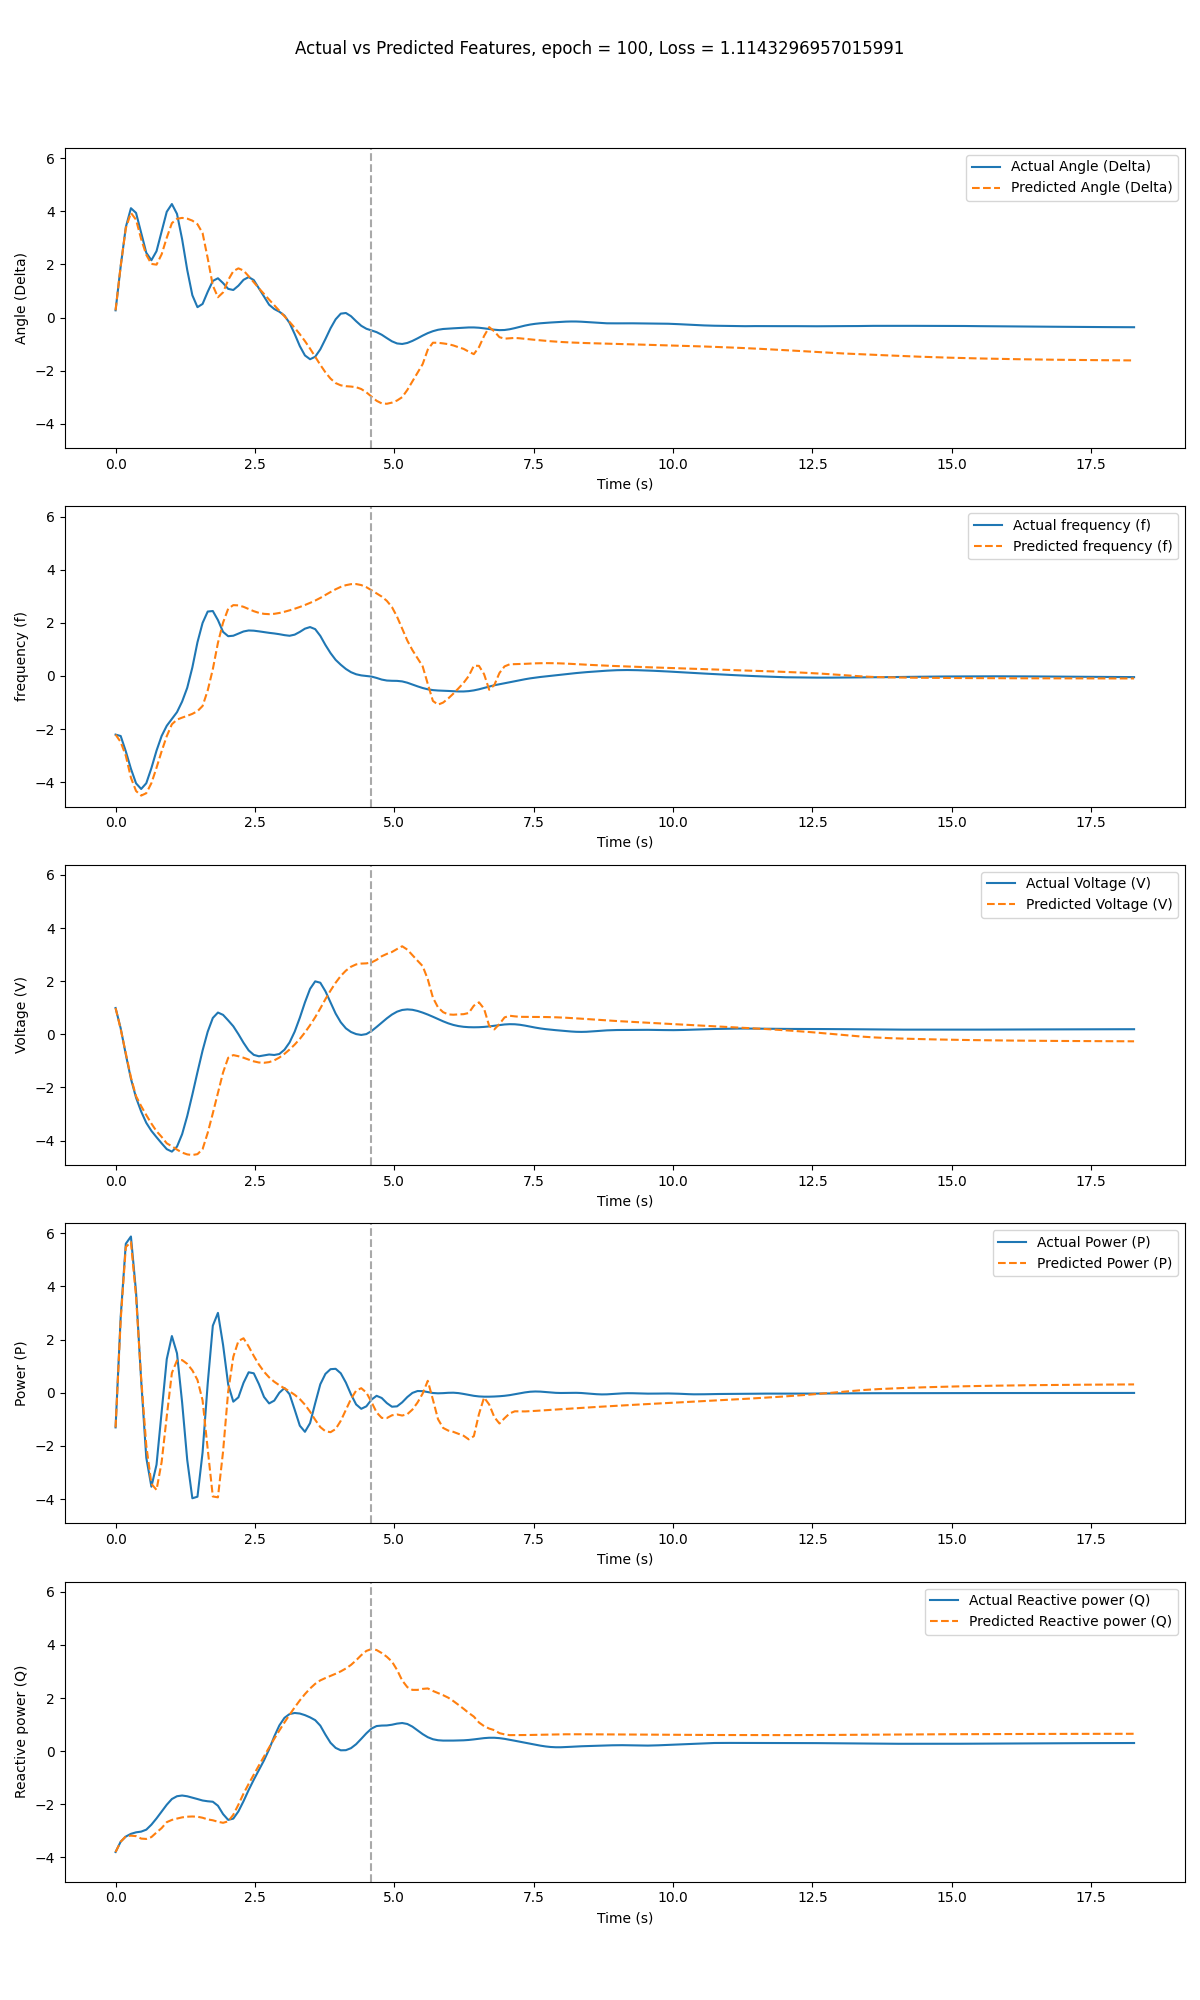 Actual vs Predicted Features, epoch = 100, Loss = 1.1143296957015991
Actual Angle (Delta)
Predicted Angle (Delta)
Angle (Delta)
6
4
2
0
−2
−4
0.0 2.5 5.0 7.5 10.0 12.5 15.0 17.5
Time (s)
Actual frequency (f)
Predicted frequency (f)
frequency (f)
6
4
2
0
−2
−4
0.0 2.5 5.0 7.5 10.0 12.5 15.0 17.5
Time (s)
Actual Voltage (V)
Predicted Voltage (V)
Voltage (V)
6
4
2
0
−2
−4
0.0 2.5 5.0 7.5 10.0 12.5 15.0 17.5
Time (s)
Actual Power (P)
Predicted Power (P)
Power (P)
6
4
2
0
−2
−4
0.0 2.5 5.0 7.5 10.0 12.5 15.0 17.5
Time (s)
Actual Reactive power (Q)
Predicted Reactive power (Q)
Reactive power (Q)
6
4
2
0
−2
−4
0.0 2.5 5.0 7.5 10.0 12.5 15.0 17.5
Time (s)